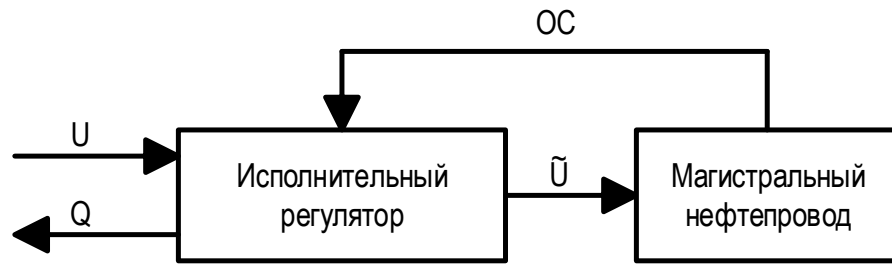 ОС
U
Исполнительный
регулятор
Q
Ũ
Магистральный
нефтепровод